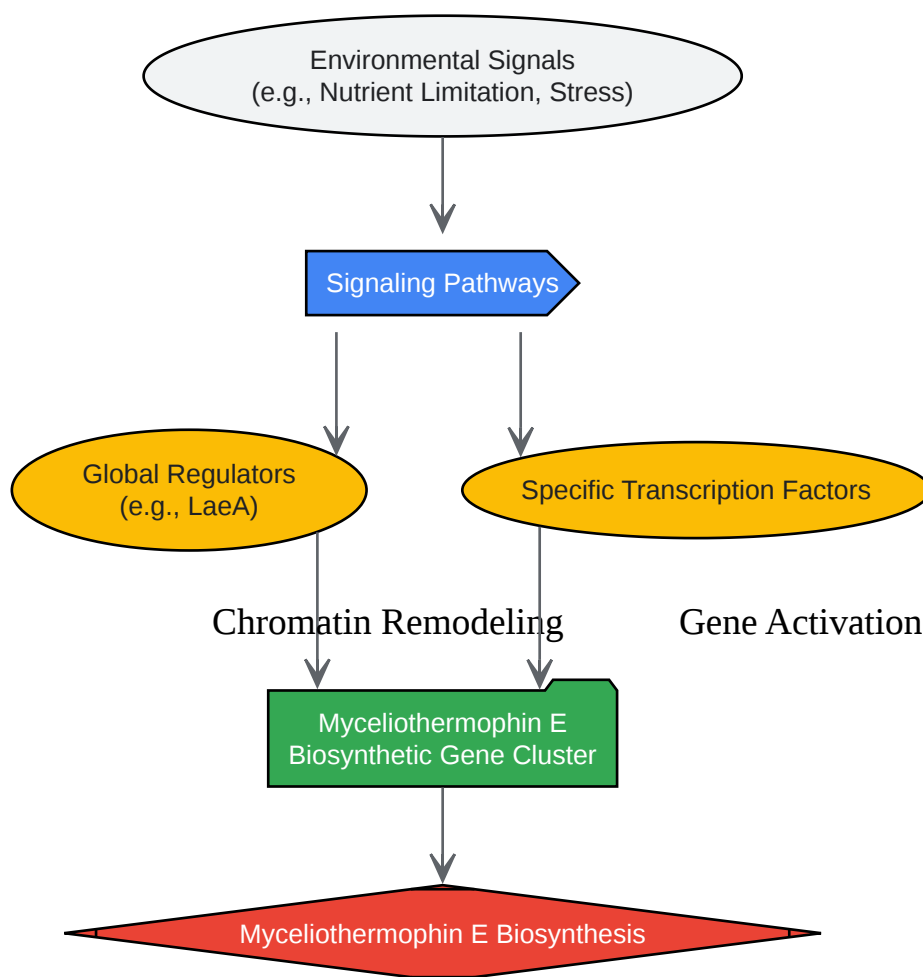 Environmental Signals
(e.g., Nutrient Limitation, Stress)
Signaling Pathways
Global Regulators
(e.g., LaeA)
Specific Transcription Factors
Chromatin Remodeling
Gene Activation
Myceliothermophin E
Biosynthetic Gene Cluster
Myceliothermophin E Biosynthesis